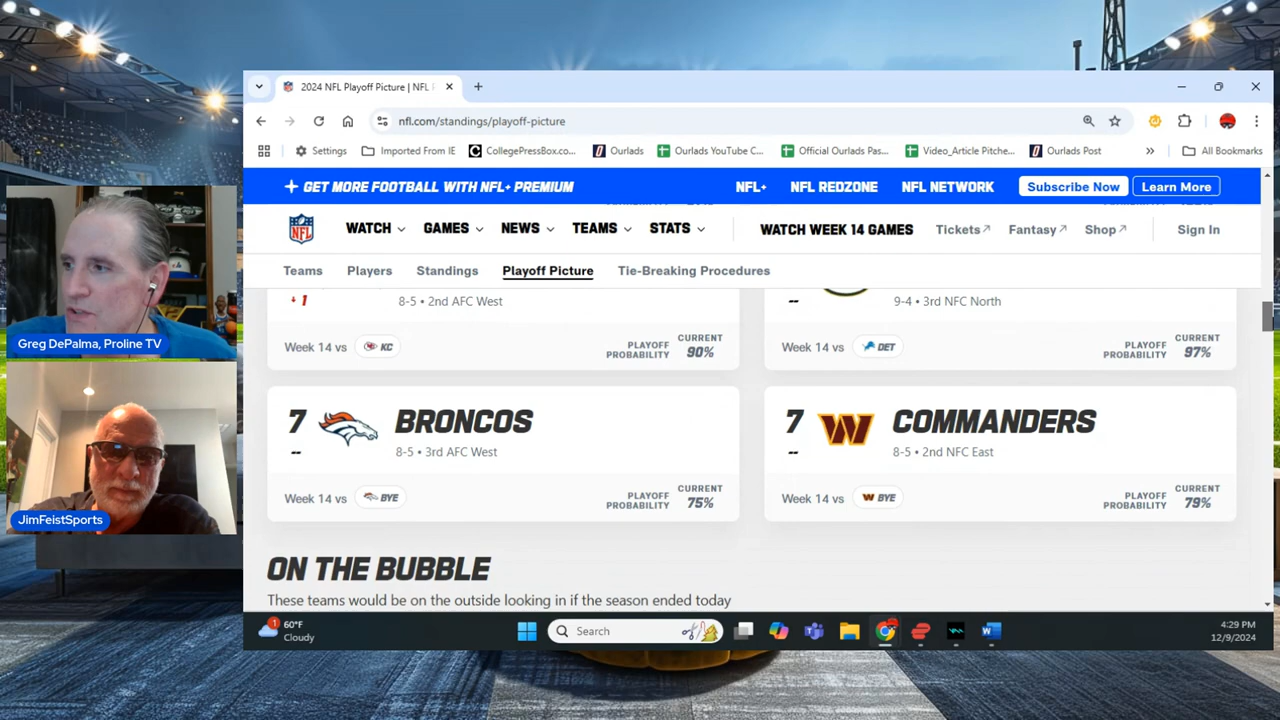 2024 NFL Playoff Picture | NFL
nfl.com/standings/playoff-picture
Settings
Imported From IE
CollegePressBox.co...
Ourlads
Ourlads YouTube C...
Official Ourlads Pas...
Video_Article Pitche...
Ourlads Post
All Bookmarks
GET MORE FOOTBALL WITH NFL+ PREMIUM
NFL+
NFL REDZONE
NFL NETWORK
Subscribe Now
Learn More
NFL
WATCH
GAMES
NEWS
TEAMS
STATS
WATCH WEEK 14 GAMES
Tickets
Fantasy
Shop
Sign In
Teams
Players
Standings
Playoff Picture
Tie-Breaking Procedures
1
8-5 • 2nd AFC West
Week 14 vs KC
PLAYOFF PROBABILITY
CURRENT
90%
--
9-4 • 3rd NFC North
Week 14 vs DET
PLAYOFF PROBABILITY
CURRENT
97%
7
--
BRONCOS
8-5 • 3rd AFC West
Week 14 vs BYE
PLAYOFF PROBABILITY
CURRENT
75%
7
--
W
COMMANDERS
8-5 • 2nd NFC East
Week 14 vs BYE
PLAYOFF PROBABILITY
CURRENT
79%
ON THE BUBBLE
These teams would be on the outside looking in if the season ended today
Greg DePalma, Proline TV
JimFeistSports
1
60°F
Cloudy
Search
4:29 PM
12/9/2024